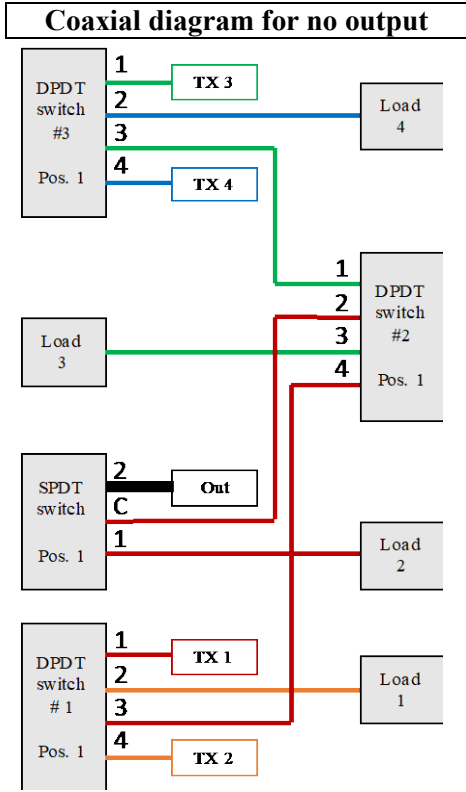 Coaxial diagram for no output
DPDT
switch
#3
Pos. 1
1
2
3
4
TX 3
TX 4
Load
4
1
2
3
4
DPDT
switch
#2
Pos. 1
Load
3
SPDT
switch
Pos. 1
2
C
1
Out
Load
2
DPDT
switch
# 1
Pos. 1
1
2
3
4
TX 1
TX 2
Load
1